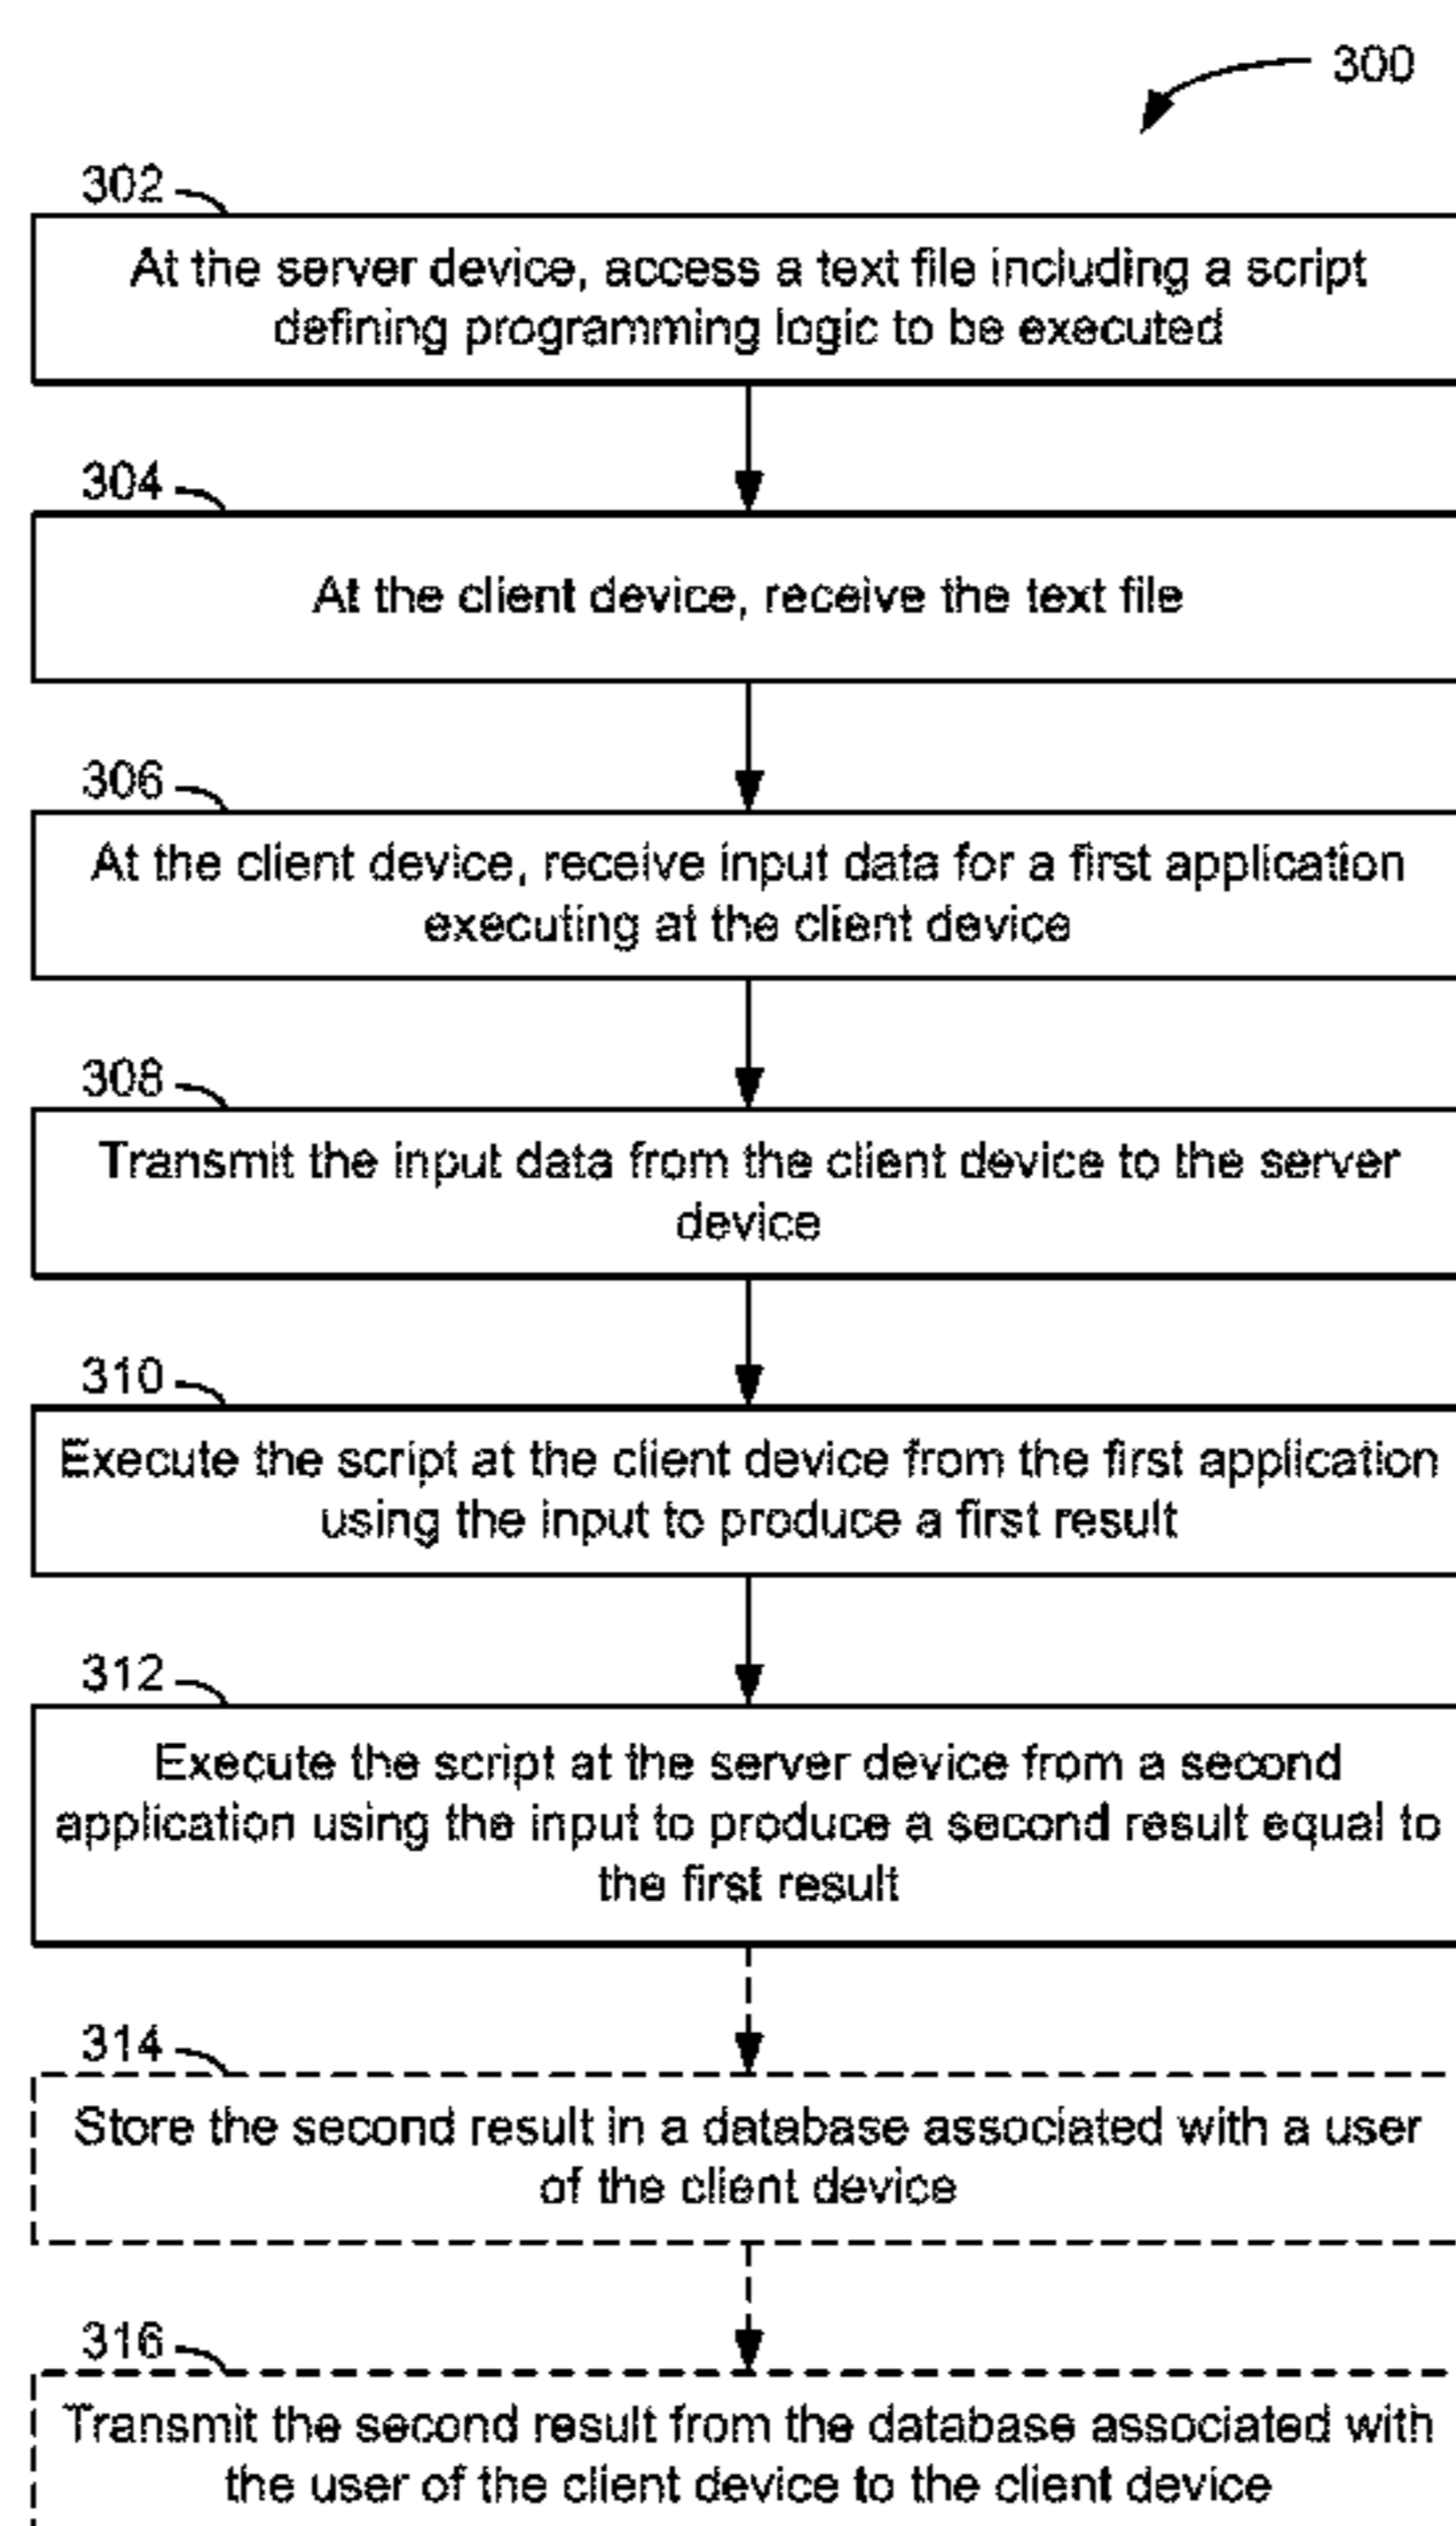 300
302
At the server device, access a text file including a script
defining programming logic to be executed
304
At the client device, receive the text file
306
At the client device, receive input data for a first application
executing at the client device
308
Transmit the input data from the client device to the server
device
310
Execute the script at the client device from the first application
using the input to produce a first result
312
Execute the script at the server device from a second
application using the input to produce a second result equal to
the first result
314
Store the second result in a database associated with a user
of the client device
316
Transmit the second result from the database associated with
the user of the client device to the client device